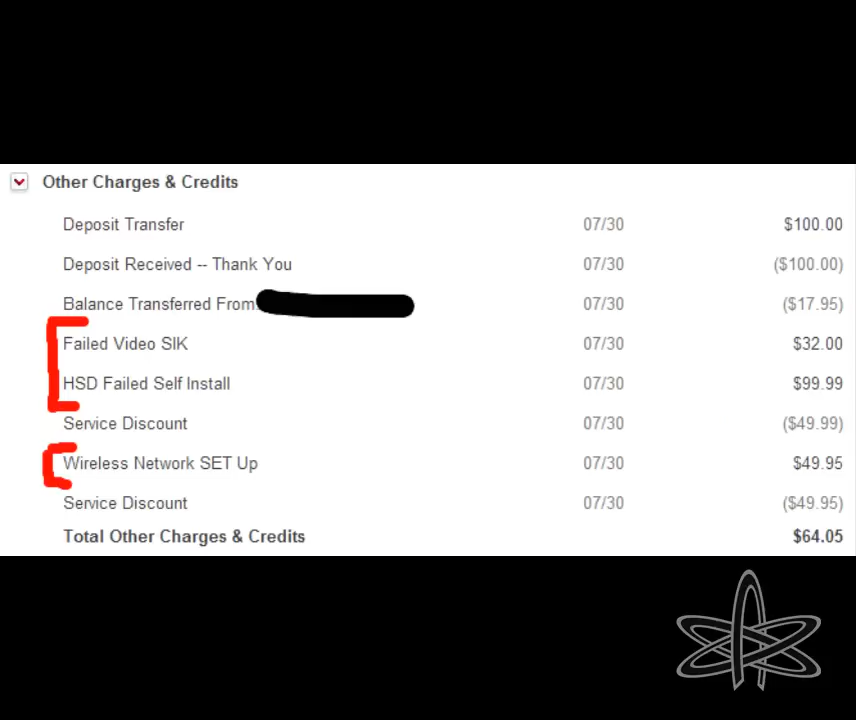 Other Charges & Credits
Deposit Transfer 07/30 $100.00
Deposit Received -- Thank You 07/30 ($100.00)
Balance Transferred From 07/30 ($17.95)
Failed Video SIK 07/30 $32.00
HSD Failed Self Install 07/30 $99.99
Service Discount 07/30 ($49.99)
Wireless Network SET Up 07/30 $49.95
Service Discount 07/30 ($49.95)
Total Other Charges & Credits $64.05